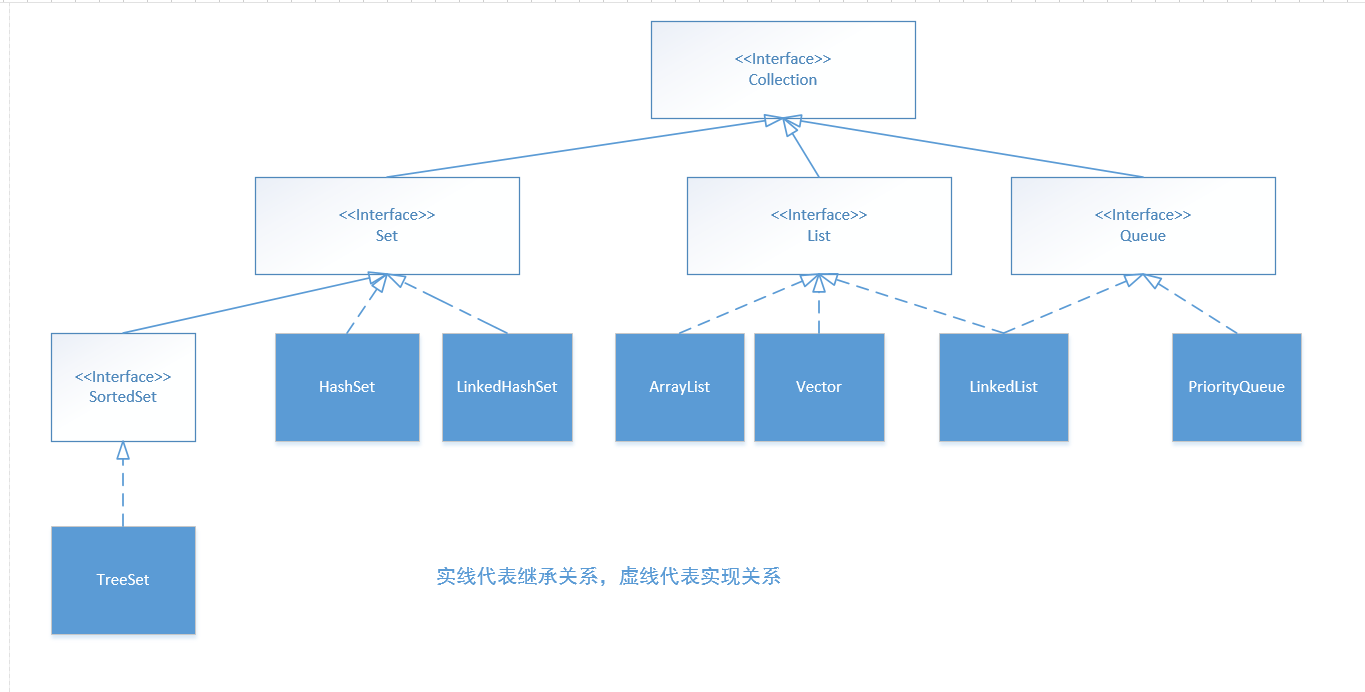 <<Interface>>
Collection
<<Interface>>
Set
<<Interface>>
List
<<Interface>>
Queue
<<Interface>>
SortedSet
HashSet
LinkedHashSet
ArrayList
Vector
LinkedList
PriorityQueue
TreeSet
实线代表继承关系，虚线代表实现关系